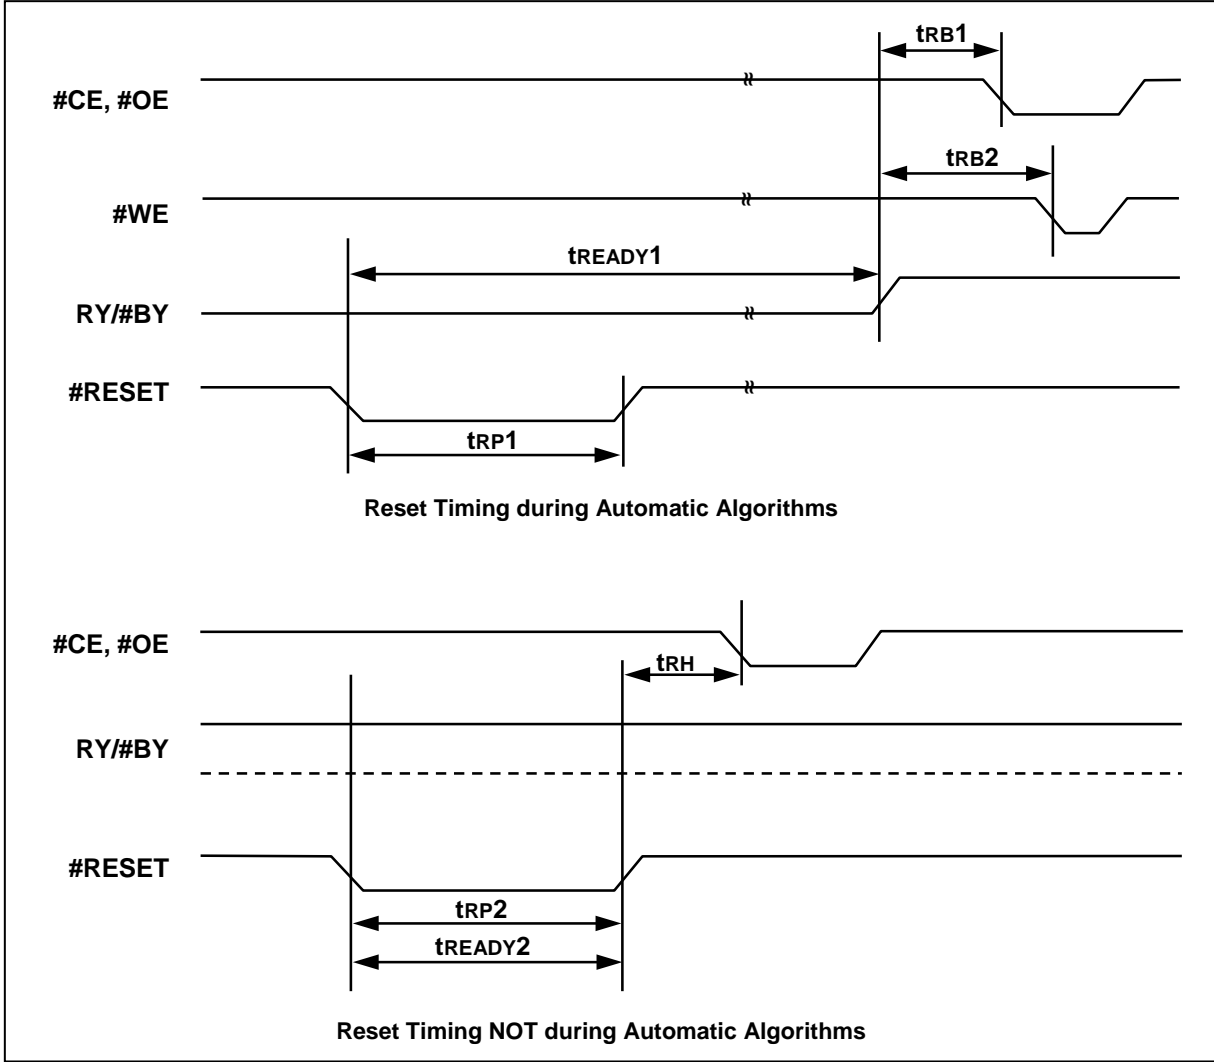 tRB1
#CE, #OE
tRB2
#WE
tREADY1
RY/#BY
#RESET
tRP1
Reset Timing during Automatic Algorithms
#CE, #OE
tRH
RY/#BY
#RESET
tRP2
tREADY2
Reset Timing NOT during Automatic Algorithms